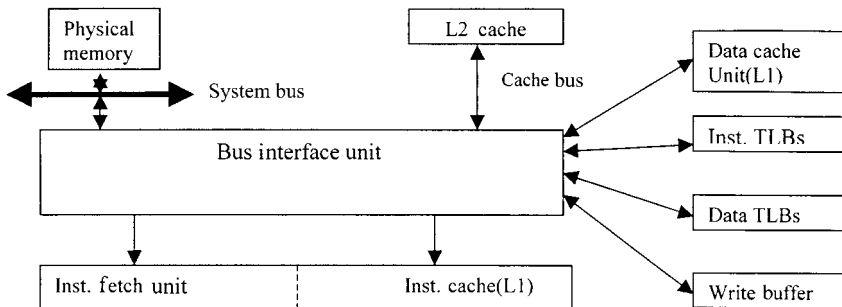 Physical
memory
L2 cache
Data cache
Unit(L1)
System bus
Cache bus
Inst. TLBs
Bus interface unit
Data TLBs
Inst. fetch unit
Inst. cache(L1)
Write buffer